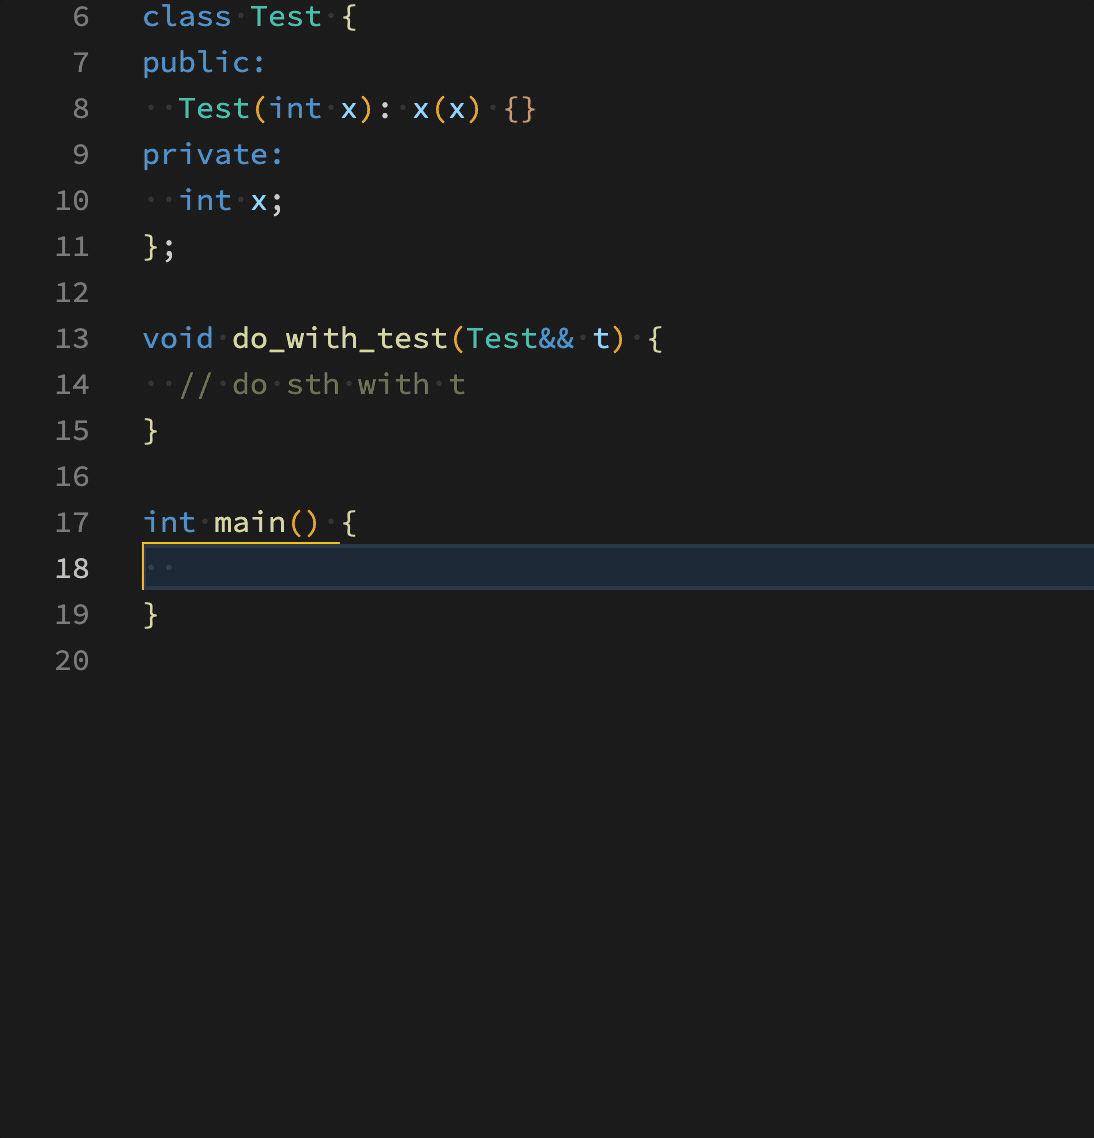 6 class Test {
7 public:
8   Test(int x): x(x) {}
9 private:
10   int x;
11 };
12
13 void do_with_test(Test&& t) {
14   // do sth with t
15 }
16
17 int main() {
18
19 }
20